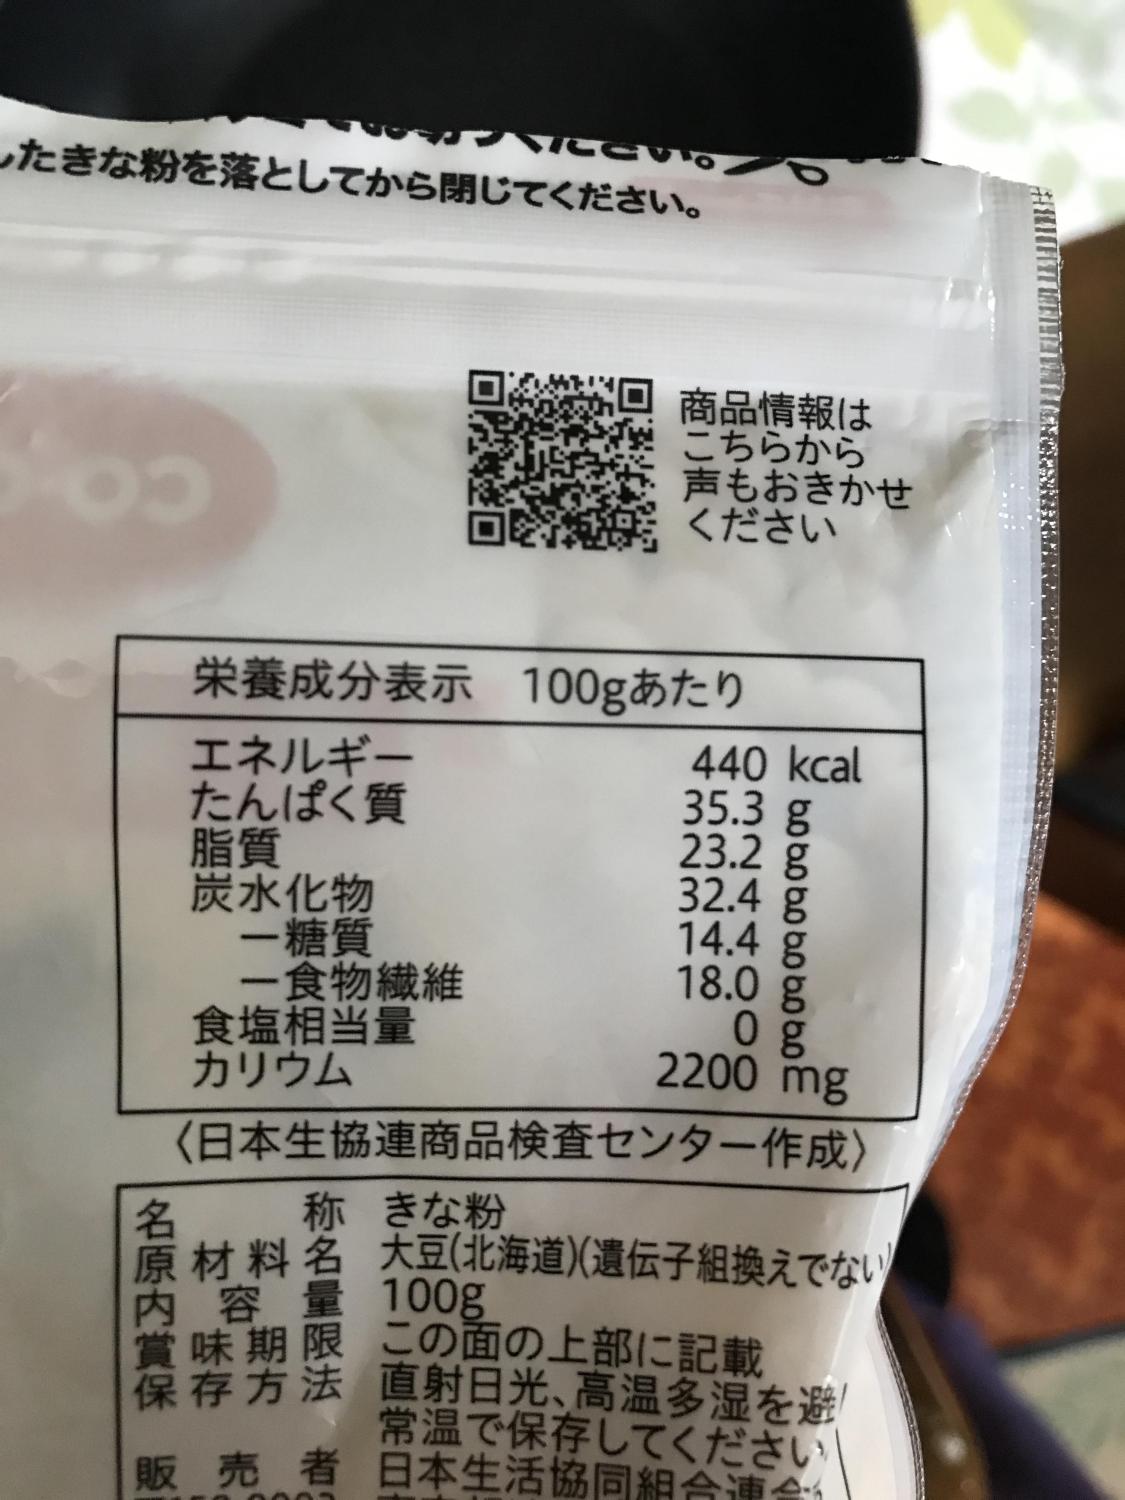 したきな粉を落としてから閉じてください。
商品情報は
こちらから
声もおきかせ
ください
栄養成分表示 100gあたり
エネルギー 440 kcal
たんぱく質 35.3 g
脂質 23.2 g
炭水化物 32.4 g
ー糖質 14.4 g
ー食物繊維 18.0 g
食塩相当量 0 g
カリウム 2200 mg
〈日本生協連商品検査センター作成〉
名称 きな粉
原材料名 大豆(北海道)(遺伝子組換えでない)
内容量 100g
賞味期限 この面の上部に記載
保存方法 直射日光、高温多湿を避
常温で保存してください
販売者 日本生活協同組合連合